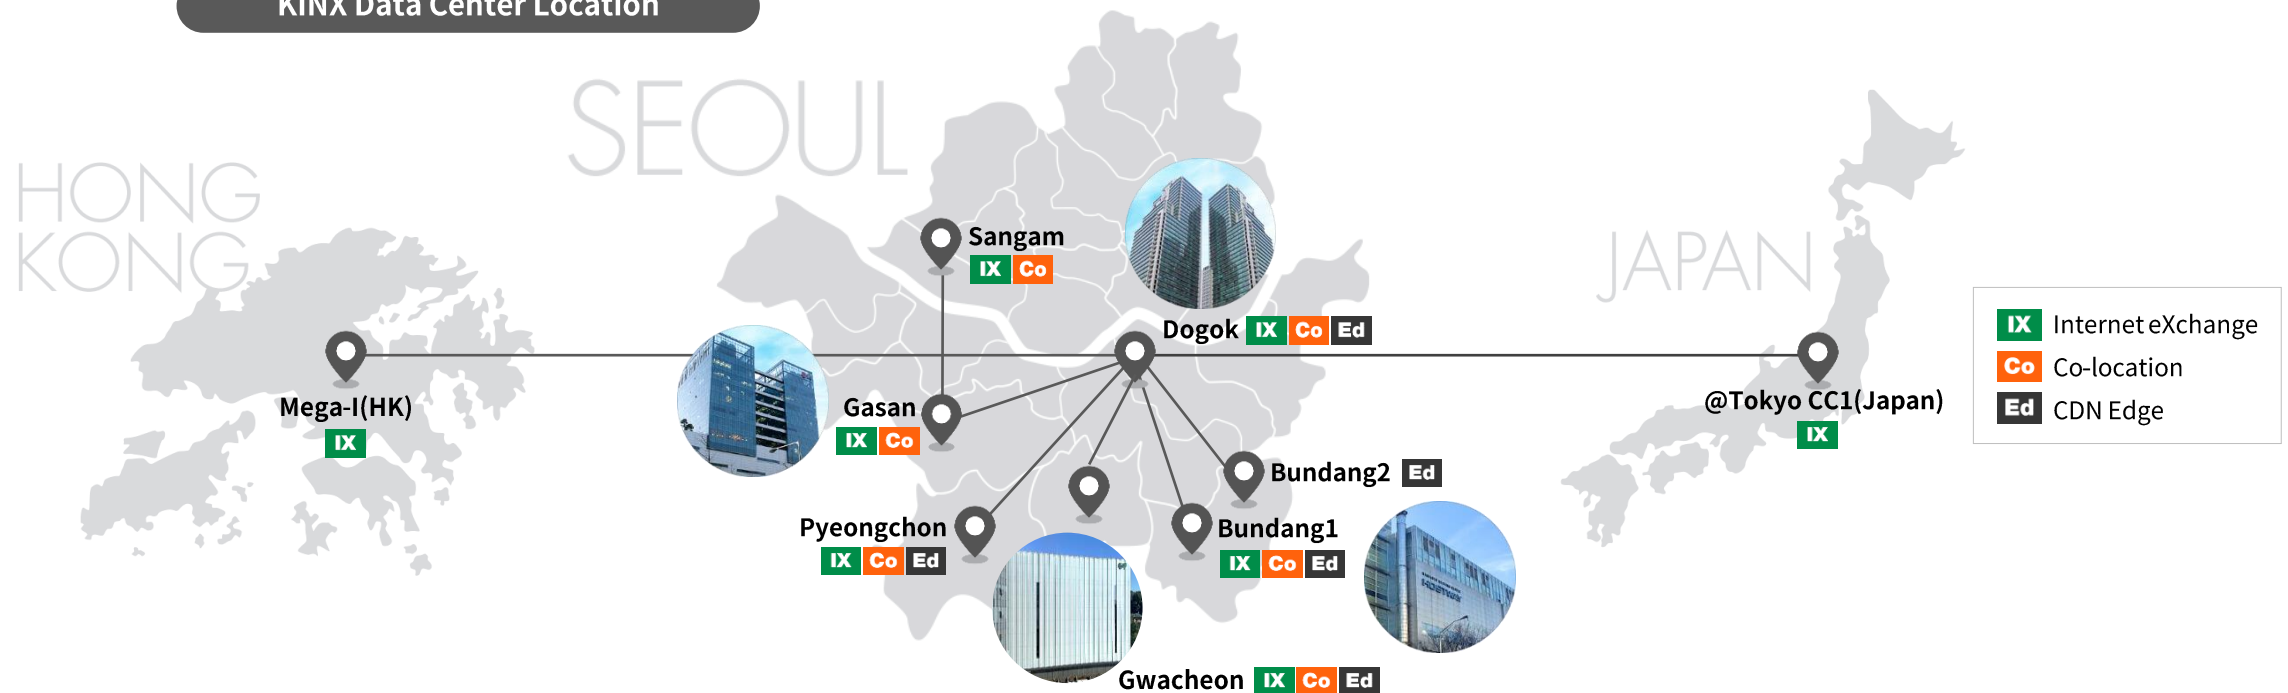 KINX Data Center Location
SEOUL
HONG
KONG
JAPAN
Sangam
IX Co
Dogok IX Co Ed
Mega-I(HK)
IX
Gasan
IX Co
@Tokyo CC1(Japan)
IX
IX Internet eXchange
Co Co-location
Ed CDN Edge
Bundang2 Ed
Pyeongchon
IX Co Ed
Bundang1
IX Co Ed
Gwacheon IX Co Ed